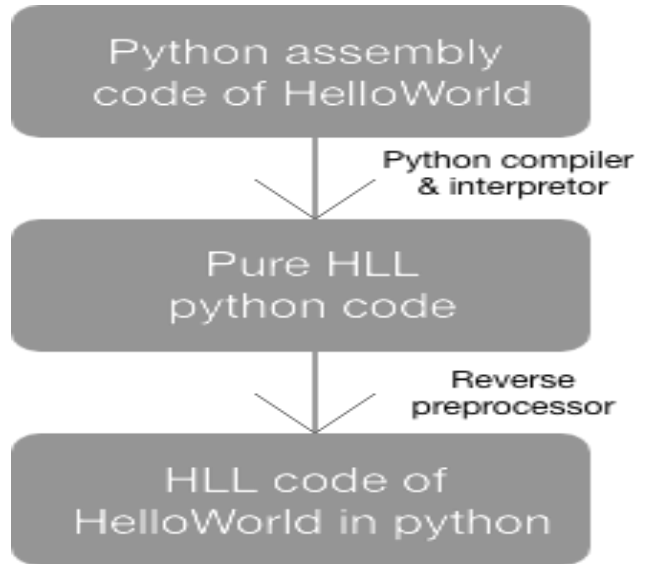 Python assembly
code of HelloWorld
Python compiler
& interpretor
Pure HLL
python code
Reverse
preprocessor
HLL code of
HelloWorld in python